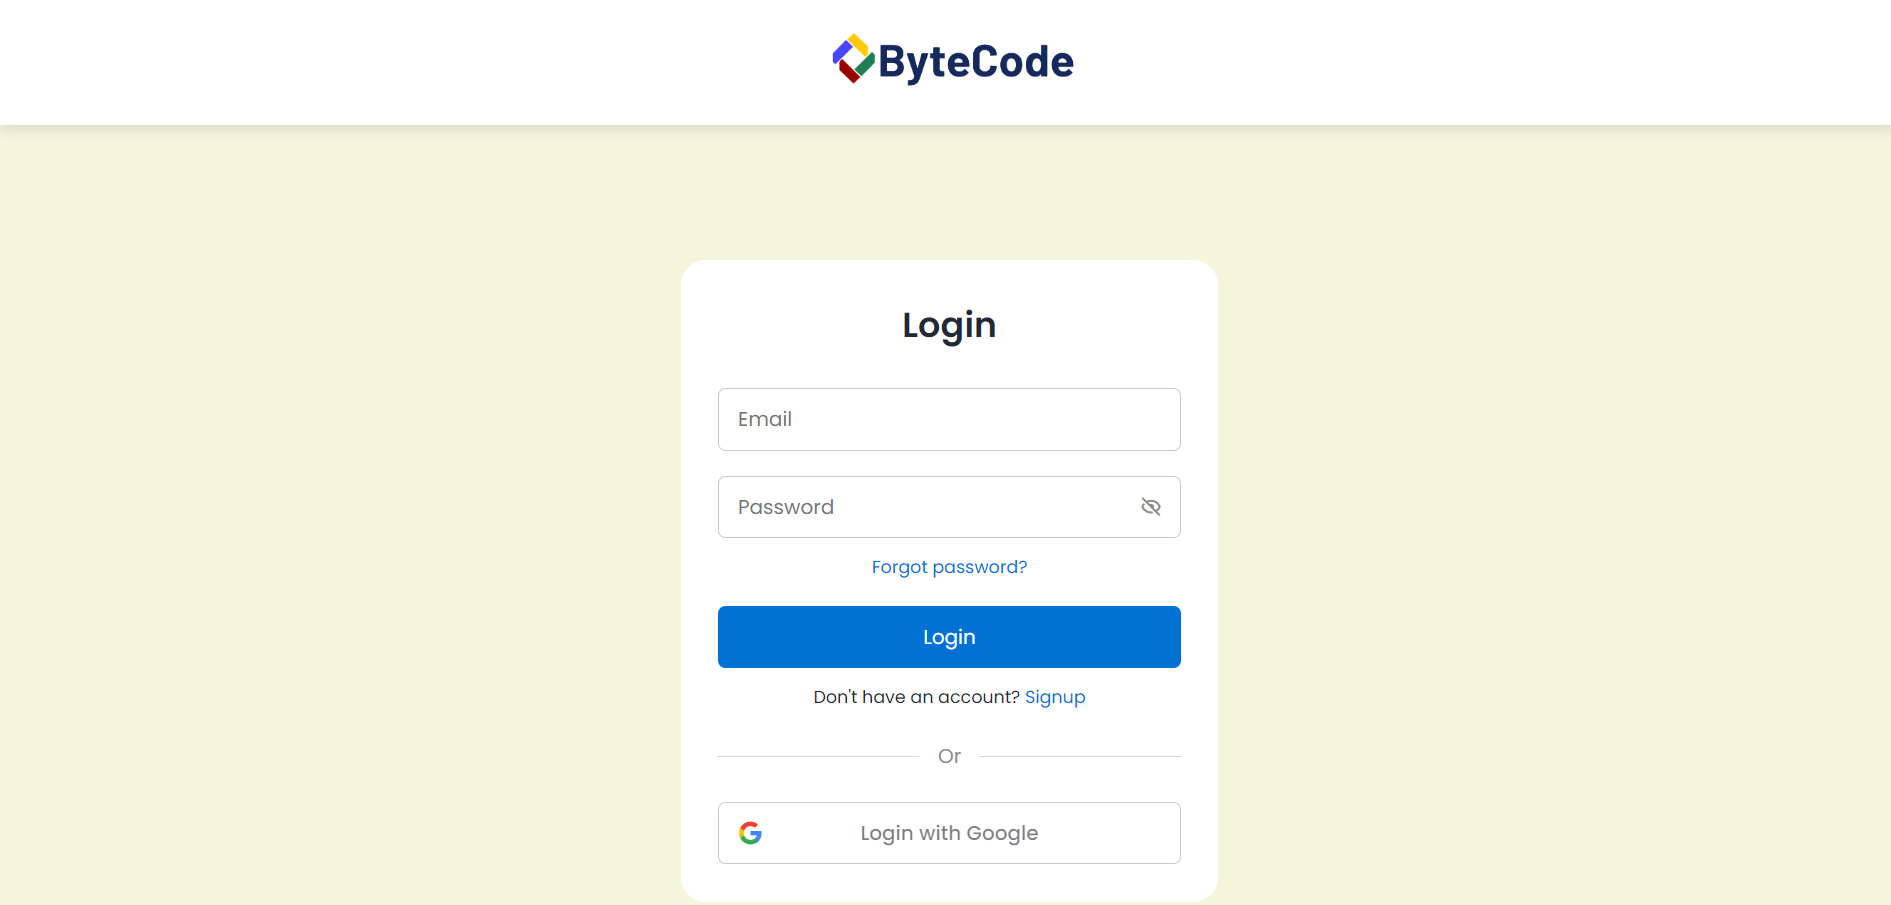 ByteCode
Login
Email
Password
Forgot password?
Login
Don't have an account? Signup
Or
Login with Google